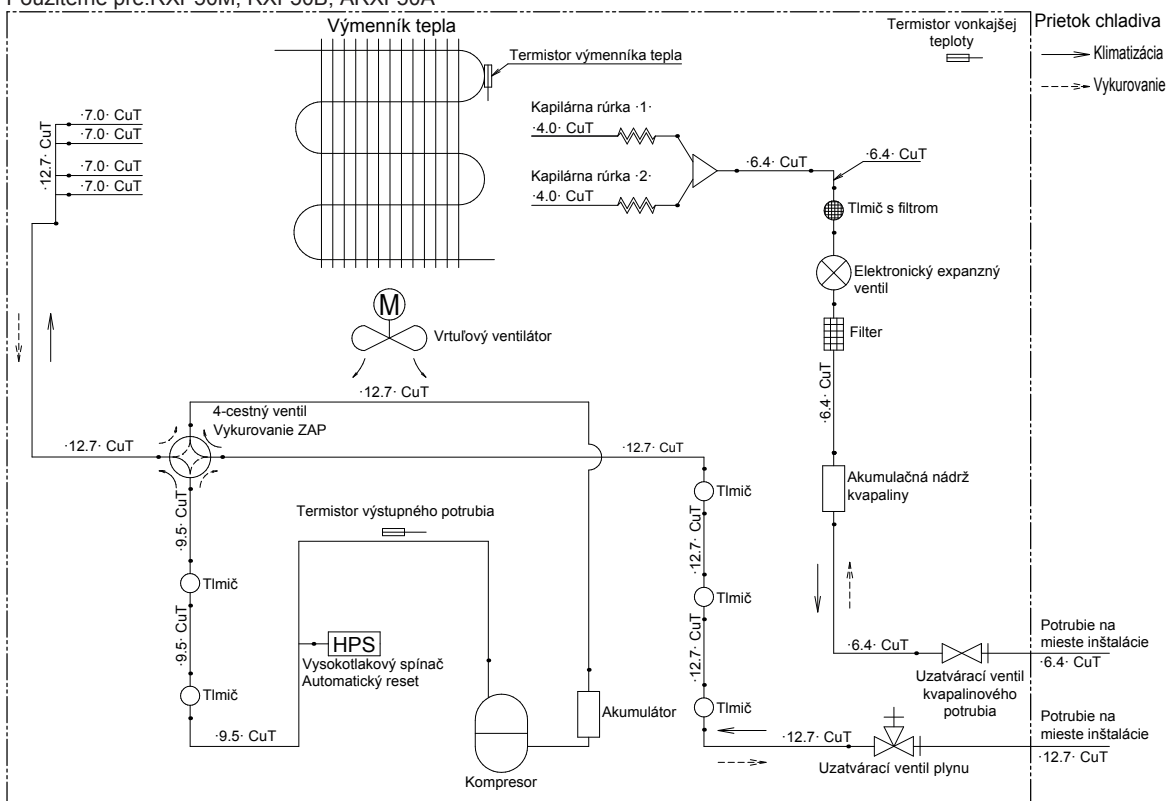 Použiteľné pre:RXP50M, RXF50B, ARXF50A
Výmenník tepla
Termistor vonkajšej
teploty
Prietok chladiva
Klimatizácia
Vykurovanie
Termistor výmenníka tepla
Kapilárna rúrka ·1·
·4.0· CuT
Kapilárna rúrka ·2·
·4.0· CuT
·6.4· CuT
·6.4· CuT
Tlmič s filtrom
Elektronický expanzný
ventil
Filter
·6.4· CuT
Akumulačná nádrž
kvapaliny
·7.0· CuT
·7.0· CuT
·7.0· CuT
·7.0· CuT
·12.7· CuT
M
Vrtuľový ventilátor
·12.7· CuT
4-cestný ventil
Vykurovanie ZAP
·12.7· CuT
·12.7· CuT
·9.5· CuT
Tlmič
·9.5· CuT
Tlmič
·9.5· CuT
Termistor výstupného potrubia
HPS
Vysokotlakový spínač
Automatický reset
Kompresor
Akumulátor
Tlmič
·12.7· CuT
Tlmič
·12.7· CuT
Tlmič
·12.7· CuT
Uzatvárací ventil plynu
·6.4· CuT
Uzatvárací ventil
kvapalinového
potrubia
Potrubie na
mieste inštalácie
·6.4· CuT
Potrubie na
mieste inštalácie
·12.7· CuT